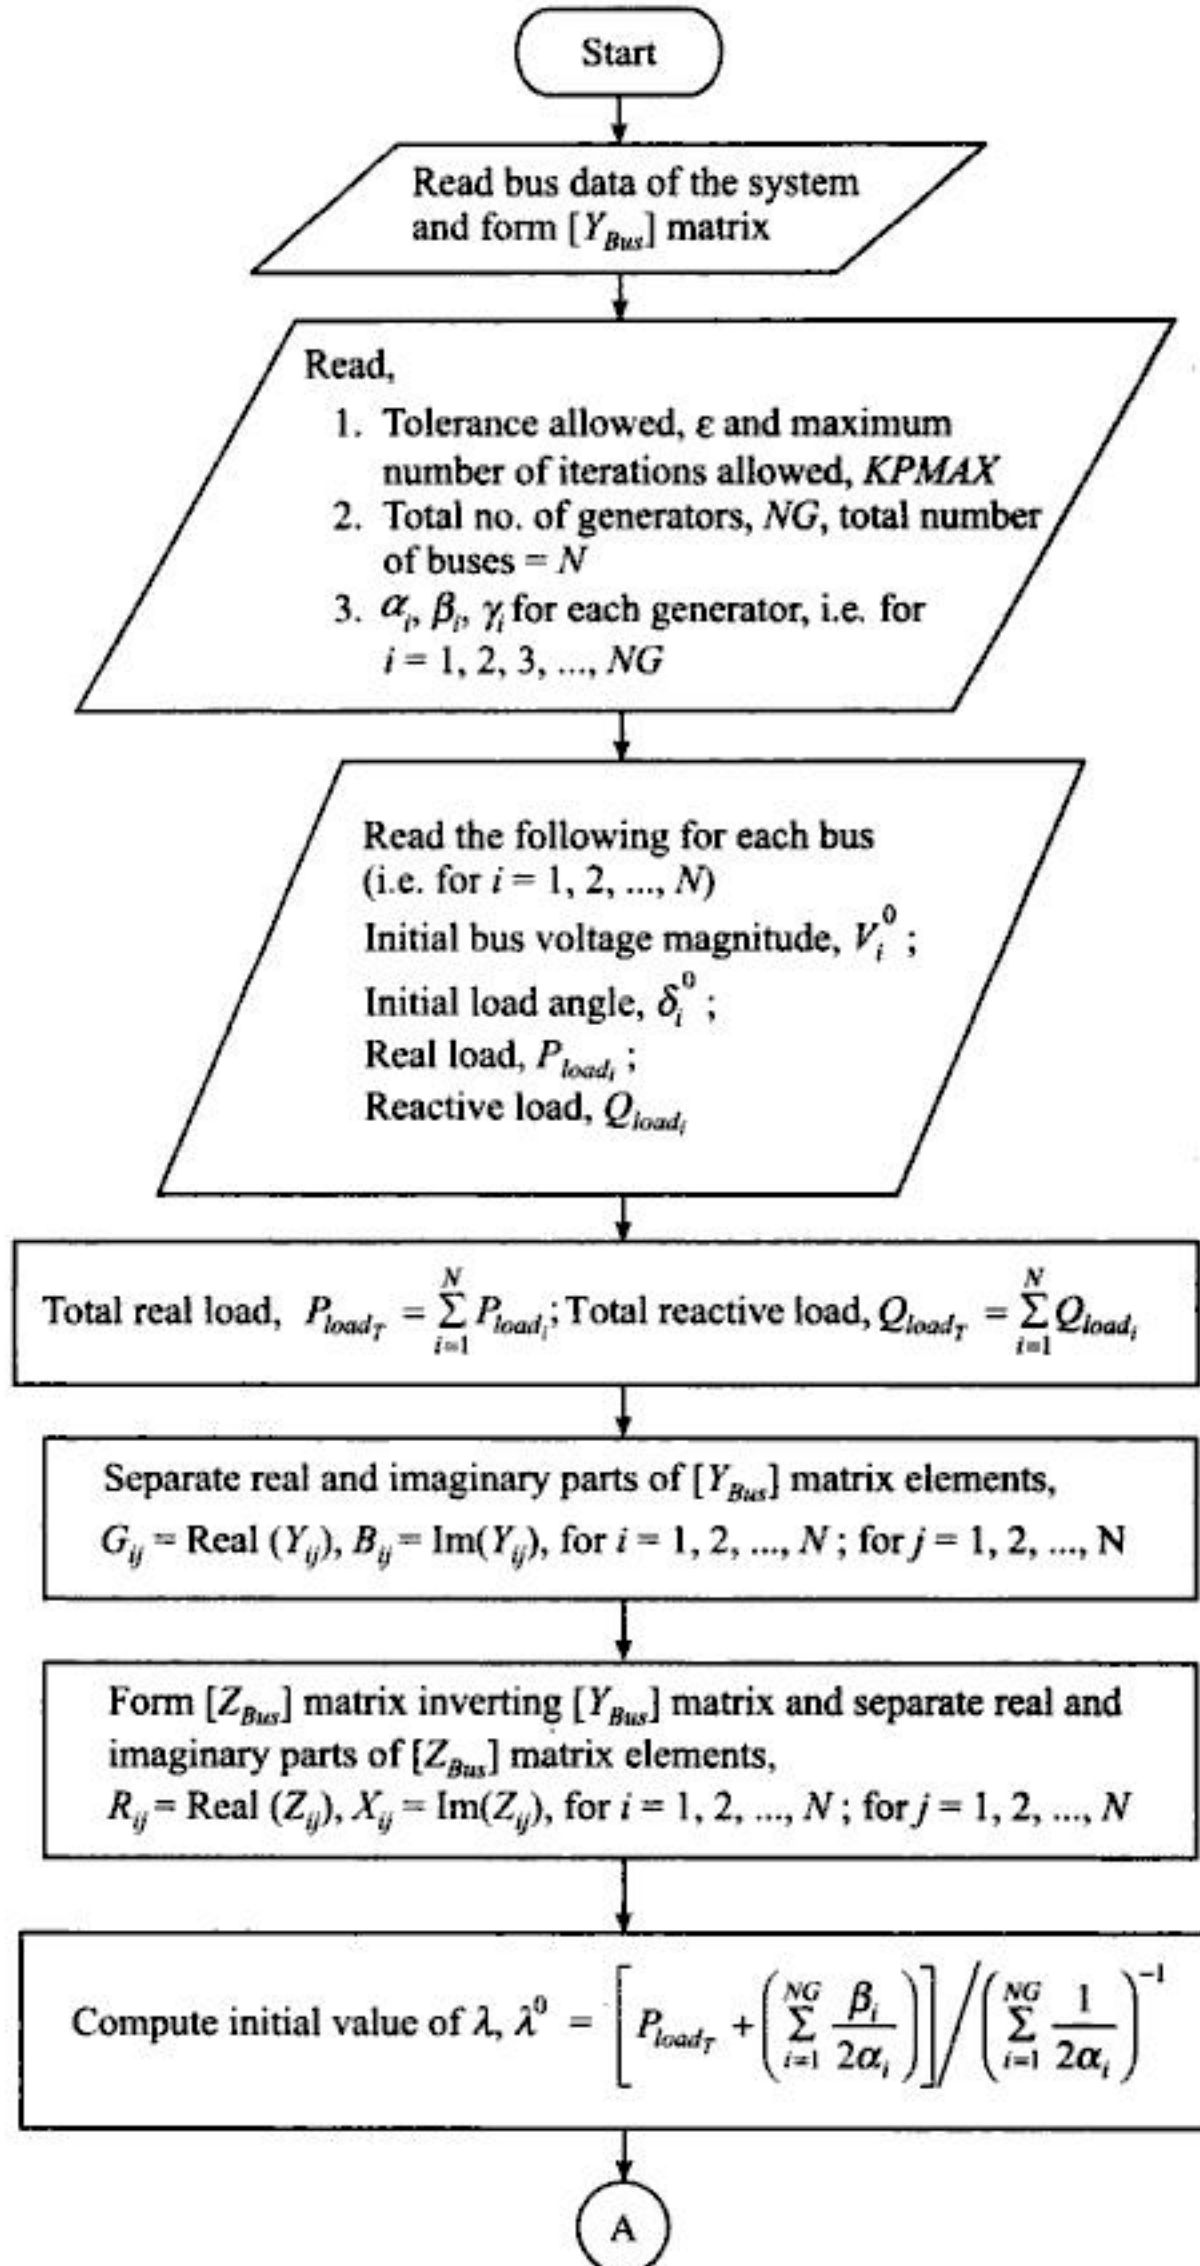 Start
Read bus data of the system
and form [Y_Bus] matrix
Read,
1. Tolerance allowed, ε and maximum
number of iterations allowed, KPMAX
2. Total no. of generators, NG, total number
of buses = N
3. α_i, β_i, γ_i for each generator, i.e. for
i = 1, 2, 3, ..., NG
Read the following for each bus
(i.e. for i = 1, 2, ..., N)
Initial bus voltage magnitude, V_i^0 ;
Initial load angle, δ_i^0 ;
Real load, P_load_i ;
Reactive load, Q_load_i
Total real load, P_load_T = \sum_{i=1}^{N} P_load_i; Total reactive load, Q_load_T = \sum_{i=1}^{N} Q_load_i
Separate real and imaginary parts of [Y_Bus] matrix elements,
G_ij = Real (Y_ij), B_ij = Im(Y_ij), for i = 1, 2, ..., N ; for j = 1, 2, ..., N
Form [Z_Bus] matrix inverting [Y_Bus] matrix and separate real and
imaginary parts of [Z_Bus] matrix elements,
R_ij = Real (Z_ij), X_ij = Im(Z_ij), for i = 1, 2, ..., N ; for j = 1, 2, ..., N
Compute initial value of λ, λ^0 = [P_load_T + (\sum_{i=1}^{NG} β_i / 2α_i)] / (\sum_{i=1}^{NG} 1 / 2α_i)^{-1}
A